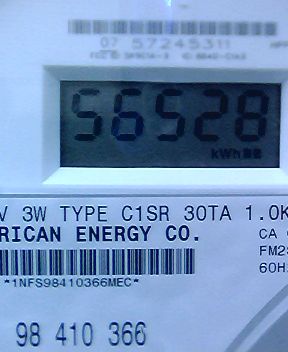 07 57245311
56528
kWh
V 3W TYPE C1SR 30TA 1.0K
RICAN ENERGY CO.
CA
FM2S
60H
*1NFS98410366MEC*
98 410 366